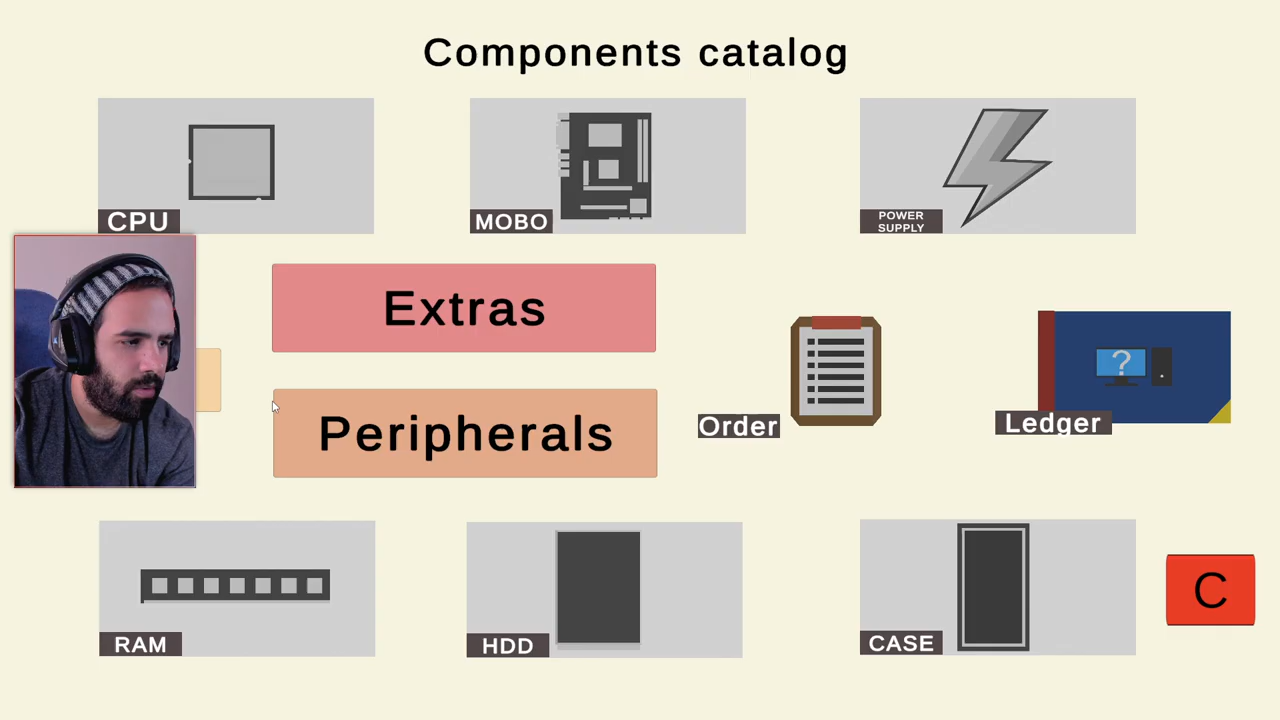 Components catalog
CPU
MOBO
POWER
SUPPLY
Extras
?
Peripherals
Order
Ledger
RAM
HDD
CASE
C